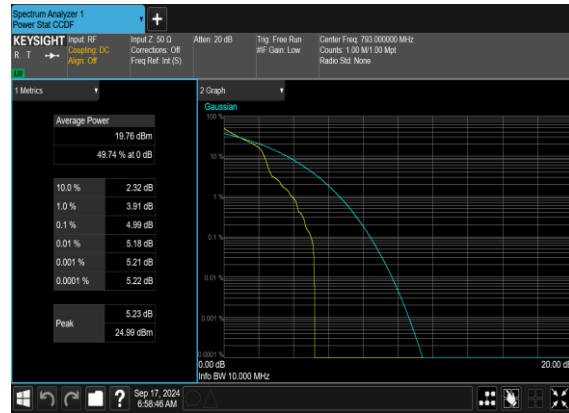 Spectrum Analyzer 1
Power Stat CCDF
KEYSIGHT
R T
Input: RF
Coupling: DC
Align: Off
Input Z: 50 Ω
Corrections: Off
Freq Ref: Int (S)
Atten: 20 dB
Trig: Free Run
#IF Gain: Low
Center Freq: 793.000000 MHz
Counts: 1.00 M/1.00 Mpt
Radio Std: None
1 Metrics
Average Power
19.76 dBm
49.74 % at 0 dB
10.0 % 2.32 dB
1.0 % 3.91 dB
0.1 % 4.99 dB
0.01 % 5.18 dB
0.001 % 5.21 dB
0.0001 % 5.22 dB
Peak
5.23 dB
24.99 dBm
2 Graph
Gaussian
100 %
10 %
1 %
0.1 %
0.01 %
0.001 %
0.0001 %
0.00 dB
20.00 dB
Info BW 10.000 MHz
?
Sep 17, 2024
6:58:46 AM